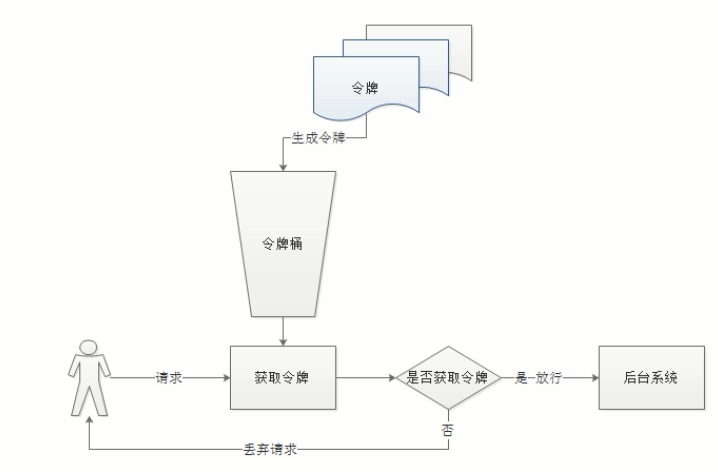 令牌
生成令牌
令牌桶
请求
获取令牌
是否获取令牌
是-放行
后台系统
否
丢弃请求